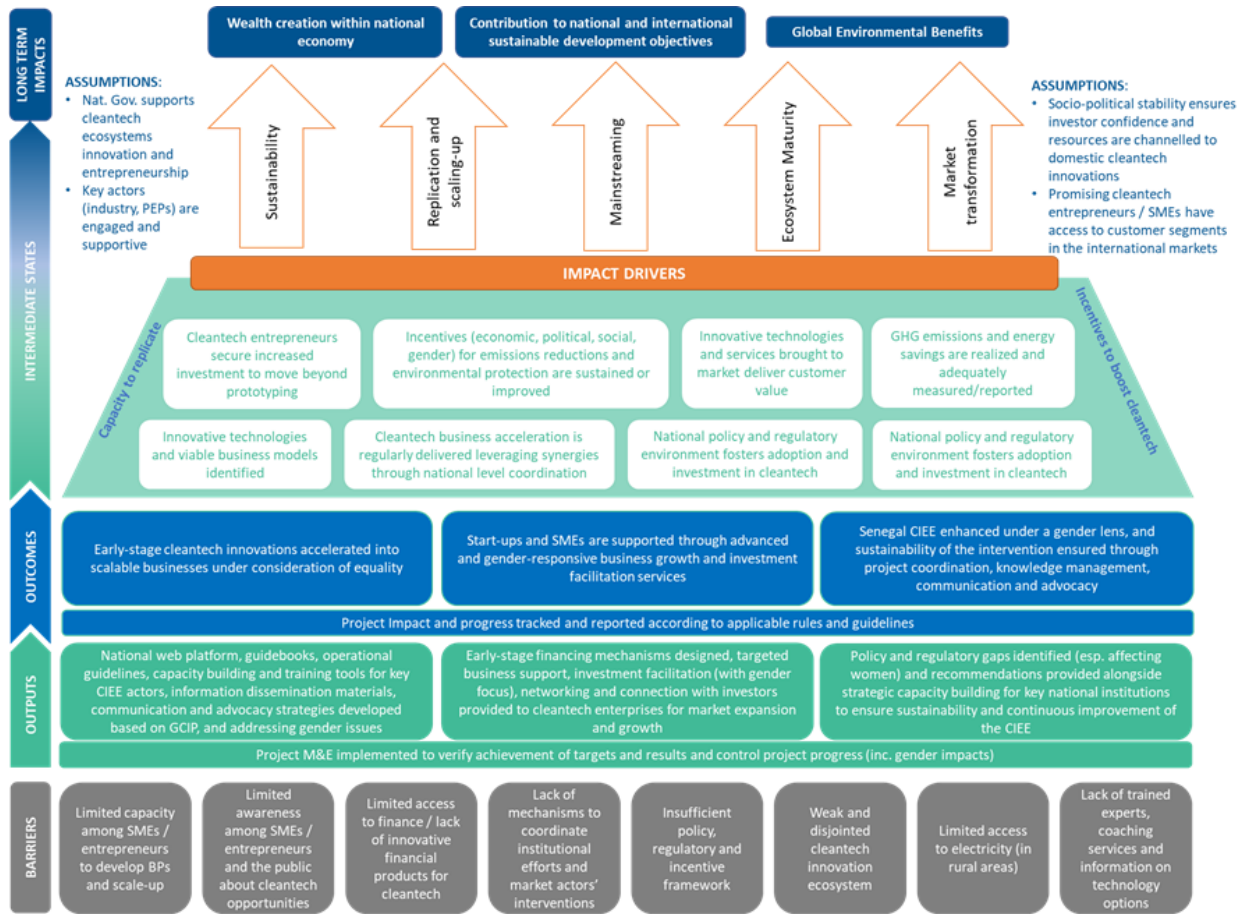 LONG TERM
IMPACTS
Wealth creation within national
economy
Contribution to national and international
sustainable development objectives
Global Environmental Benefits
ASSUMPTIONS:
• Nat. Gov. supports
cleantech
ecosystems
innovation and
entrepreneurship
• Key actors
(industry, PEPs) are
engaged and
supportive
Sustainability
Replication and
scaling-up
Mainstreaming
Ecosystem Maturity
Market
transformation
ASSUMPTIONS:
• Socio-political stability ensures
investor confidence and
resources are channelled to
domestic cleantech
innovations
• Promising cleantech
entrepreneurs / SMEs have
access to customer segments
in the international markets
INTERMEDIATE STATES
IMPACT DRIVERS
Capacity to replicate
Incentives to boost cleantech
Cleantech entrepreneurs
secure increased
investment to move beyond
prototyping
Incentives (economic, political, social,
gender) for emissions reductions and
environmental protection are sustained or
improved
Innovative technologies
and services brought to
market deliver customer
value
GHG emissions and energy
savings are realized and
adequately
measured/reported
Innovative technologies
and viable business models
identified
Cleantech business acceleration is
regularly delivered leveraging synergies
through national level coordination
National policy and regulatory
environment fosters adoption and
investment in cleantech
National policy and regulatory
environment fosters adoption
and investment in cleantech
OUTCOMES
Early-stage cleantech innovations accelerated into
scalable businesses under consideration of equality
Start-ups and SMEs are supported through advanced
and gender-responsive business growth and investment
facilitation services
Senegal CIEE enhanced under a gender lens, and
sustainability of the intervention ensured through
project coordination, knowledge management,
communication and advocacy
Project Impact and progress tracked and reported according to applicable rules and guidelines
OUTPUTS
National web platform, guidebooks, operational
guidelines, capacity building and training tools for key
CIEE actors, information dissemination materials,
communication and advocacy strategies developed
based on GCIP, and addressing gender issues
Early-stage financing mechanisms designed, targeted
business support, investment facilitation (with gender
focus), networking and connection with investors
provided to cleantech enterprises for market expansion
and growth
Policy and regulatory gaps identified (esp. affecting
women) and recommendations provided alongside
strategic capacity building for key national institutions
to ensure sustainability and continuous improvement of
the CIEE
Project M&E implemented to verify achievement of targets and results and control project progress (inc. gender impacts)
BARRIERS
Limited capacity
among SMEs /
entrepreneurs
to develop BPs
and scale-up
Limited
awareness
among SMEs /
entrepreneurs
and the public
about cleantech
opportunities
Limited access
to finance / lack
of innovative
financial
products for
cleantech
Lack of
mechanisms to
coordinate
institutional
efforts and
market actors'
interventions
Insufficient
policy,
regulatory and
incentive
framework
Weak and
disjointed
cleantech
innovation
ecosystem
Limited access
to electricity (in
rural areas)
Lack of trained
experts,
coaching
services and
information on
technology
options